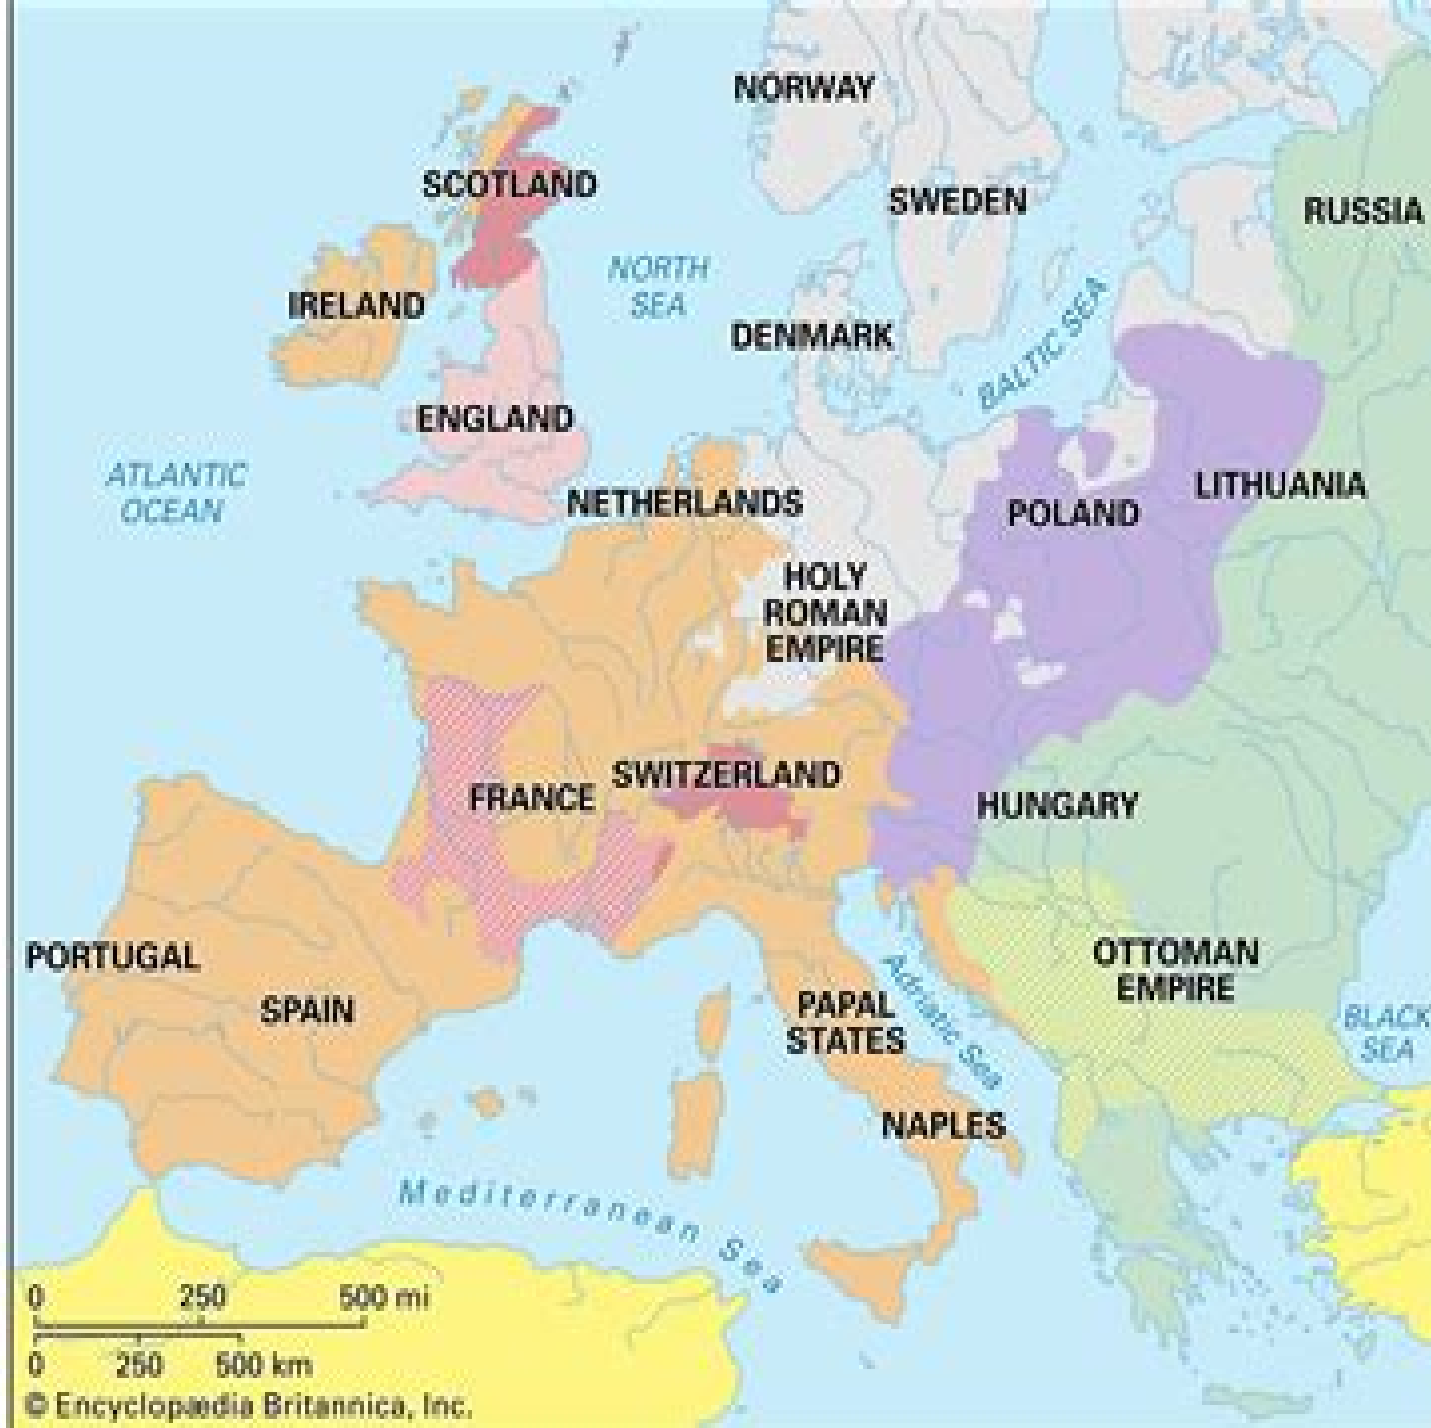 NORWAY
SCOTLAND
SWEDEN
RUSSIA
NORTH
SEA
IRELAND
DENMARK
BALTIC SEA
ENGLAND
ATLANTIC
OCEAN
NETHERLANDS
LITHUANIA
POLAND
HOLY
ROMAN
EMPIRE
SWITZERLAND
FRANCE
HUNGARY
PORTUGAL
SPAIN
PAPAL
STATES
Adriatic Sea
OTTOMAN
EMPIRE
BLACK
SEA
NAPLES
Mediterranean Sea
0 250 500 mi
0 250 500 km
© Encyclopædia Britannica, Inc.